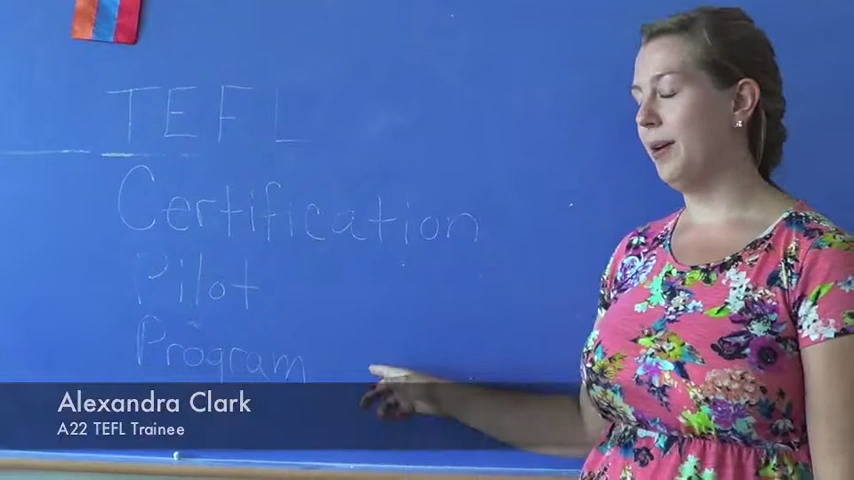 TEFL
Certification
Pilot
Program
Alexandra Clark
A22 TEFL Trainee